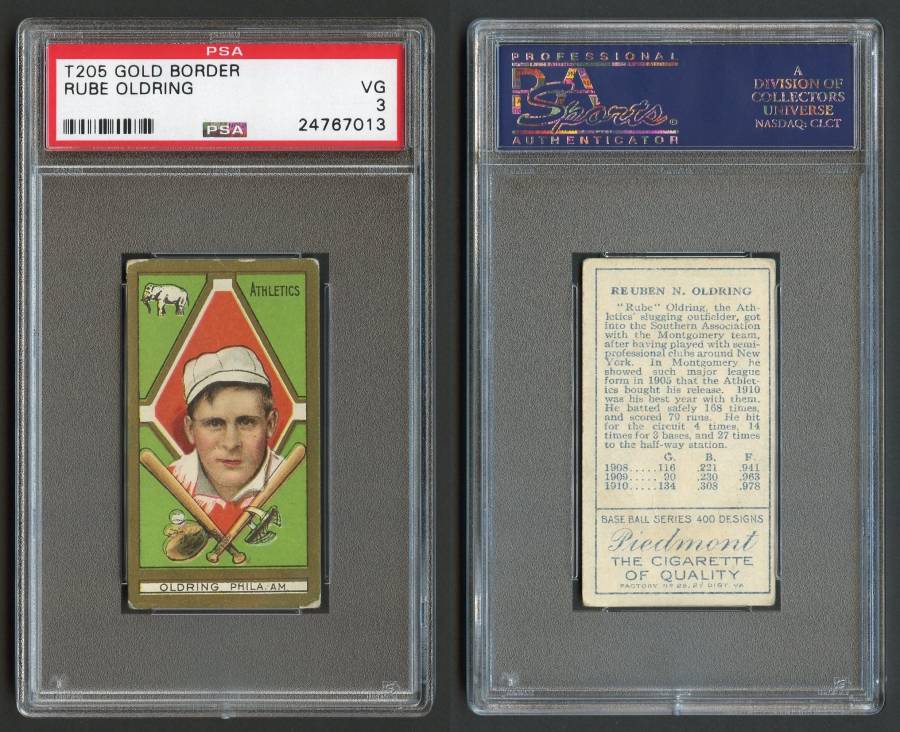 PSA
T205 GOLD BORDER
RUBE OLDRING
VG
3
PSA
24767013
ATHLETICS
OLDRING, PHILA. AM.
PROFESSIONAL
PSA
Sports
AUTHENTICATOR
A
DIVISION OF
COLLECTORS
UNIVERSE
NASDAQ: CLCT
REUBEN N. OLDRING
"Rube" Oldring, the Ath-
letics' slugging outfielder, got
into the Southern Association
with the Montgomery team,
after having played with semi-
professional clubs around New
York. In Montgomery he
showed such major league
form in 1905 that the Athlet-
ics bought his release. 1910
was his best year with them.
He batted safely 168 times,
and scored 79 runs. He hit
for the circuit 4 times, 14
times for 3 bases, and 27 times
to the half-way station.
G. B. F.
1908.....116 .221 .941
1909..... 90 .230 .963
1910.....134 .308 .978
BASE BALL SERIES 400 DESIGNS
Piedmont
THE CIGARETTE
OF QUALITY
FACTORY Nº 25, 2ᴰ DIST. VA.